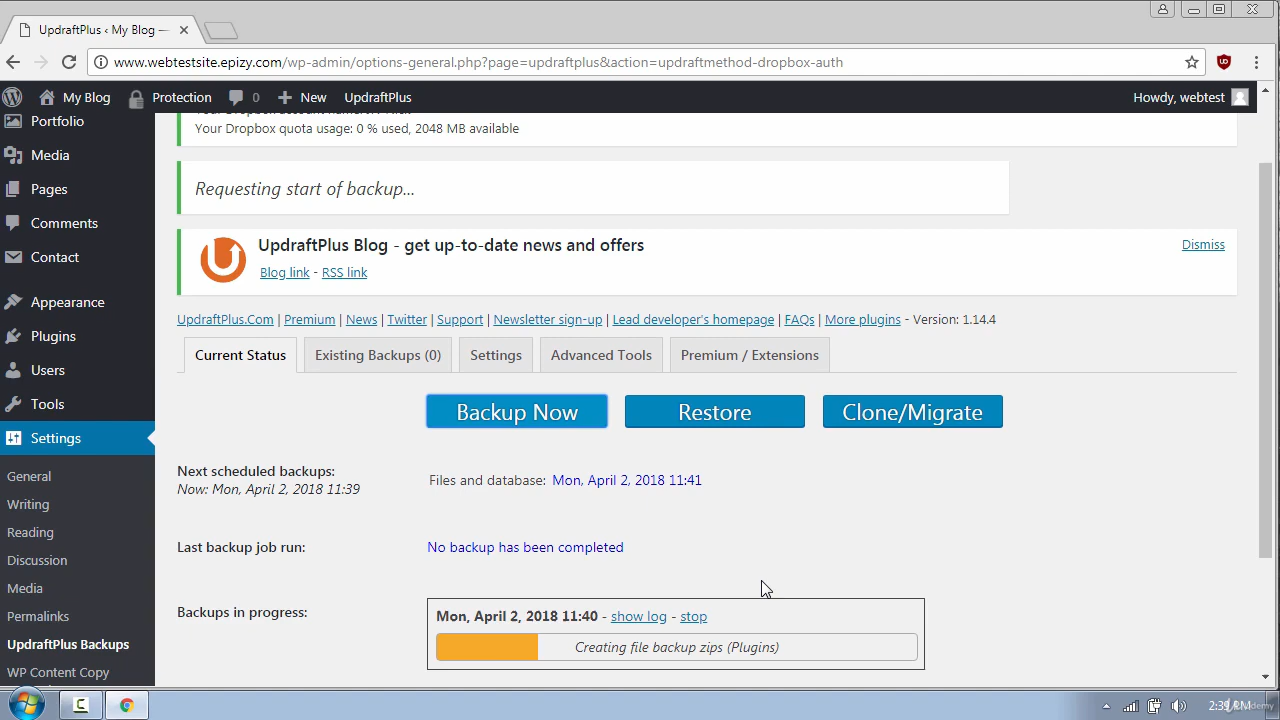 UpdraftPlus ‹ My Blog —
www.webtestsite.epizy.com/wp-admin/options-general.php?page=updraftplus&action=updraftmethod-dropbox-auth
My Blog Protection 0 New UpdraftPlus Howdy, webtest
Portfolio
Media
Pages
Comments
Contact
Appearance
Plugins
Users
Tools
Settings
General
Writing
Reading
Discussion
Media
Permalinks
UpdraftPlus Backups
WP Content Copy
Your Dropbox quota usage: 0 % used, 2048 MB available
Requesting start of backup...
UpdraftPlus Blog - get up-to-date news and offers
Dismiss
Blog link - RSS link
UpdraftPlus.Com | Premium | News | Twitter | Support | Newsletter sign-up | Lead developer's homepage | FAQs | More plugins - Version: 1.14.4
Current Status Existing Backups (0) Settings Advanced Tools Premium / Extensions
Backup Now Restore Clone/Migrate
Next scheduled backups:
Now: Mon, April 2, 2018 11:39
Files and database: Mon, April 2, 2018 11:41
Last backup job run: No backup has been completed
Backups in progress:
Mon, April 2, 2018 11:40 - show log - stop
Creating file backup zips (Plugins)